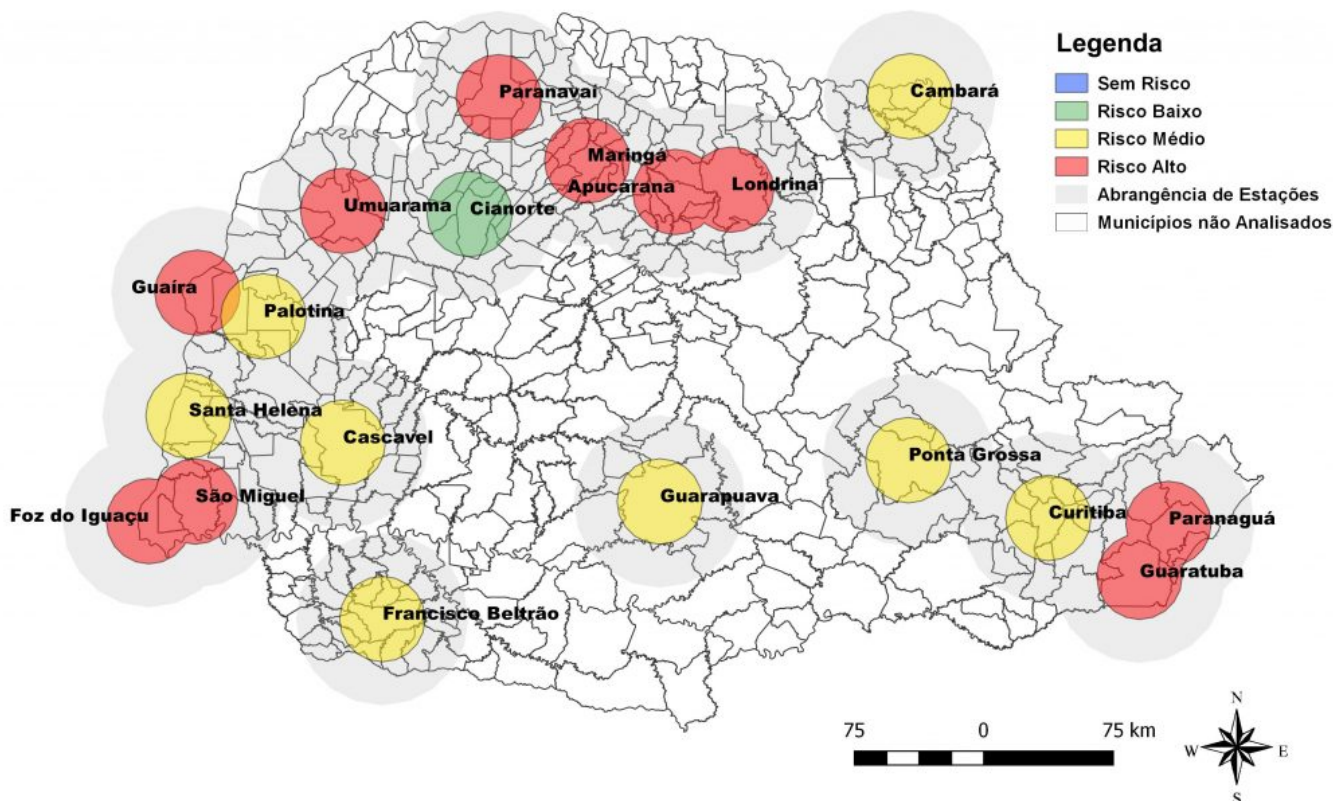 Legenda
Sem Risco
Risco Baixo
Risco Médio
Risco Alto
Abrangência de Estações
Municípios não Analisados
Paranavaí
Cambará
Maringá
Apucarana
Londrina
Umuarama
Cianorte
Guaíra
Palotina
Santa Helena
Cascavel
Ponta Grossa
Guarapuava
São Miguel
Foz do Iguaçu
Curitiba
Paranaguá
Guaratuba
Francisco Beltrão
75 0 75 km
N
W E
S